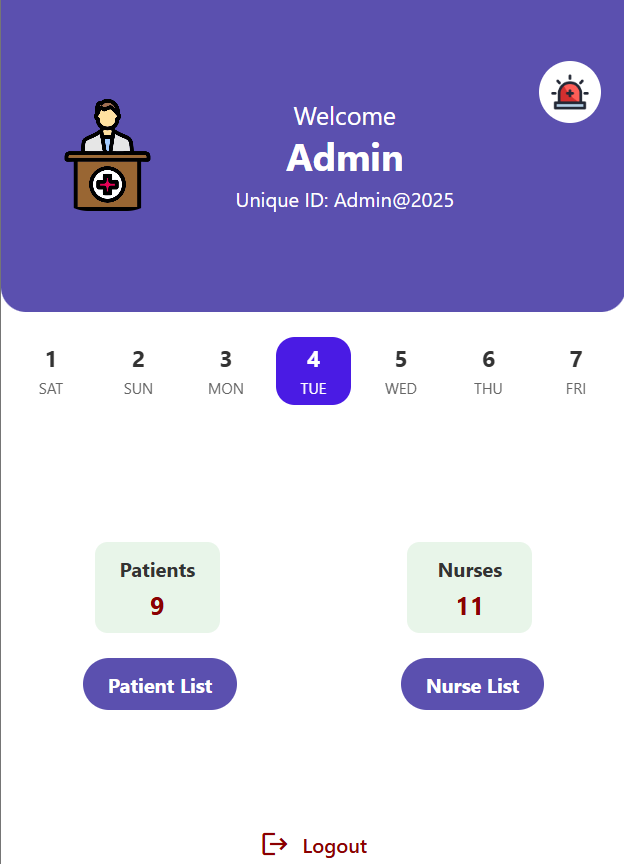 Welcome
Admin
Unique ID: Admin@2025
1 2 3 4 5 6 7
SAT SUN MON TUE WED THU FRI
Patients Nurses
9 11
Patient List Nurse List
Logout